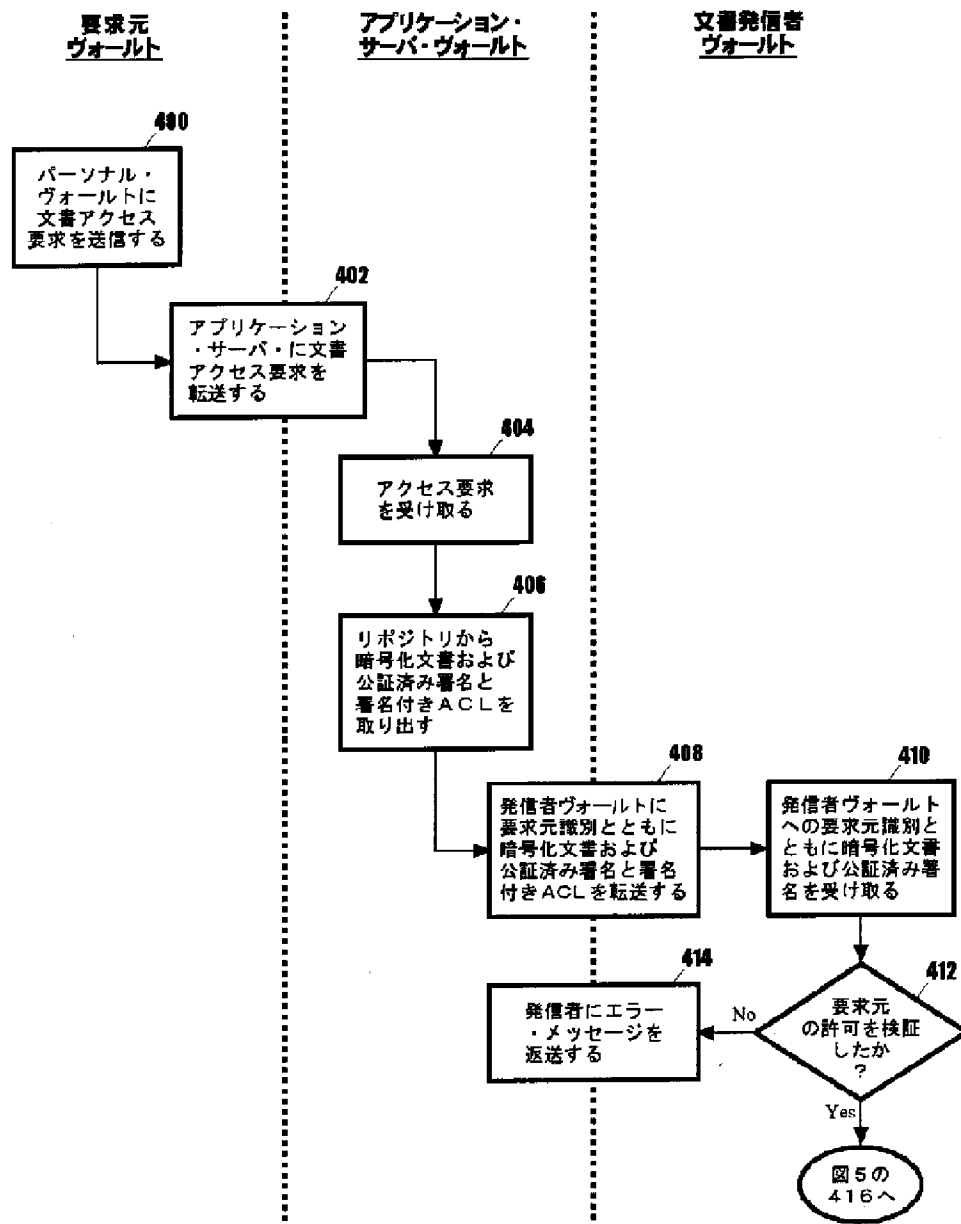 要求元
ヴォールト
アプリケーション・
サーバ・ヴォールト
文書発信者
ヴォールト
400
パーソナル・
ヴォールトに
文書アクセス
要求を送信する
402
アプリケーション
・サーバ・に文書
アクセス要求を
転送する
404
アクセス要求
を受け取る
406
リポジトリから
暗号化文書および
公証済み署名と
署名付きACLを
取り出す
408
発信者ヴォールトに
要求元識別とともに
暗号化文書および
公証済み署名と署名
付きACLを転送する
410
発信者ヴォールト
への要求元識別と
ともに暗号化文書
および公証済み署
名を受け取る
412
要求元
の許可を検証
したか
?
No
414
発信者にエラー
・メッセージを
返送する
Yes
図5の
416へ